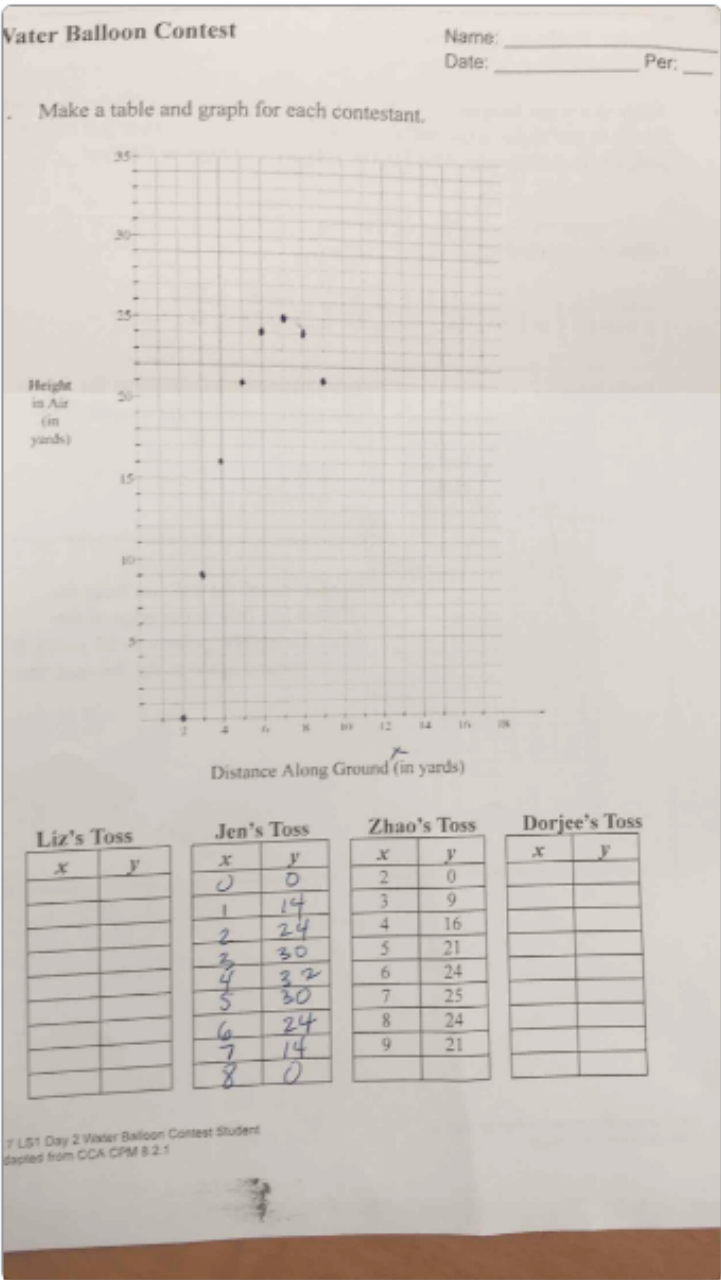 Water Balloon Contest
Name:
Date: Per:
. Make a table and graph for each contestant.
35
30
25
Height
in Air
(in
yards)
20
15
10
5
2 4 6 8 10 12 14 16 18
x
Distance Along Ground (in yards)
Liz's Toss Jen's Toss Zhao's Toss Dorjee's Toss
x y x y x y x y
0 0 2 0
1 14 3 9
2 24 4 16
3 30 5 21
4 32 6 24
5 30 7 25
6 24 8 24
7 14 9 21
8 0
7 LS1 Day 2 Water Balloon Contest Student
dapted from CCA CPM 8.2.1